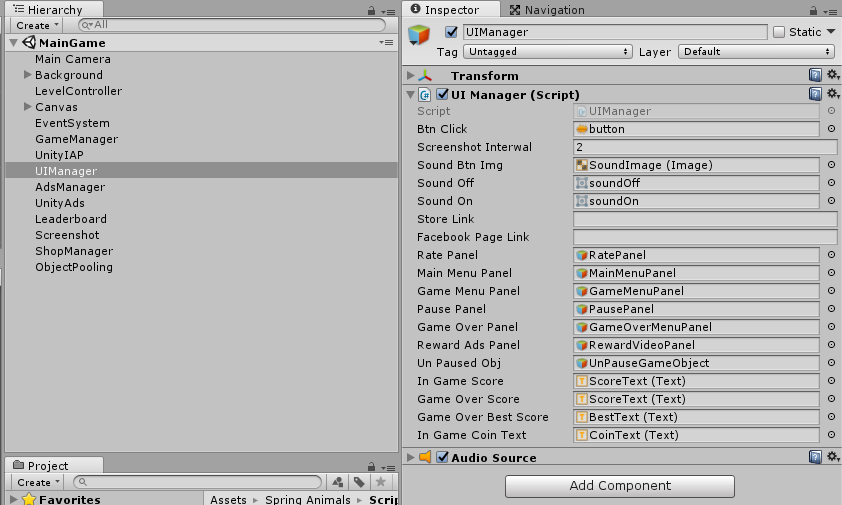 Hierarchy
Create
All
MainGame
Main Camera
Background
LevelController
Canvas
EventSystem
GameManager
UnityIAP
UIManager
AdsManager
UnityAds
Leaderboard
Screenshot
ShopManager
ObjectPooling
Project
Create
Favorites
Assets ▸ Spring Animals ▸ Scrip
Inspector
Navigation
UIManager
Static
Tag Untagged Layer Default
Transform
UI Manager (Script)
Script UIManager
Btn Click button
Screenshot Interwal 2
Sound Btn Img SoundImage (Image)
Sound Off soundOff
Sound On soundOn
Store Link
Facebook Page Link
Rate Panel RatePanel
Main Menu Panel MainMenuPanel
Game Menu Panel GameMenuPanel
Pause Panel PausePanel
Game Over Panel GameOverMenuPanel
Reward Ads Panel RewardVideoPanel
Un Paused Obj UnPauseGameObject
In Game Score ScoreText (Text)
Game Over Score ScoreText (Text)
Game Over Best Score BestText (Text)
In Game Coin Text CoinText (Text)
Audio Source
Add Component